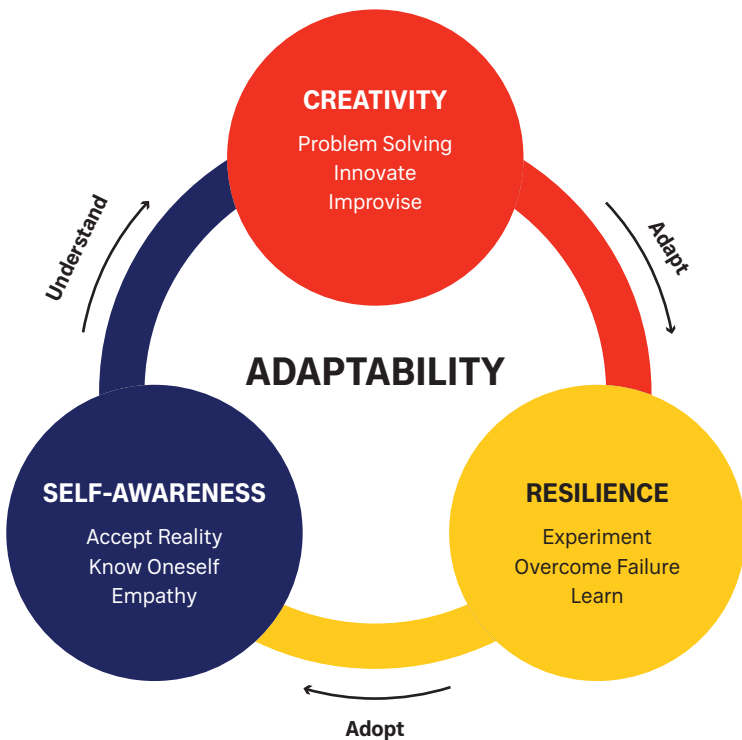 CREATIVITY
Problem Solving
Innovate
Improvise
Understand
Adapt
ADAPTABILITY
SELF-AWARENESS
Accept Reality
Know Oneself
Empathy
RESILIENCE
Experiment
Overcome Failure
Learn
Adopt